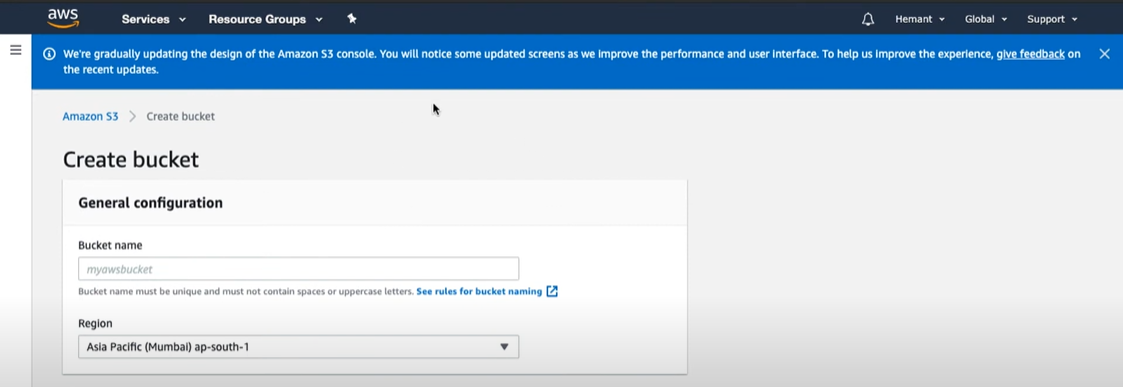 aws Services Resource Groups Hemant Global Support
We're gradually updating the design of the Amazon S3 console. You will notice some updated screens as we improve the performance and user interface. To help us improve the experience, give feedback on
the recent updates.
Amazon S3 > Create bucket
Create bucket
General configuration
Bucket name
myawsbucket
Bucket name must be unique and must not contain spaces or uppercase letters. See rules for bucket naming
Region
Asia Pacific (Mumbai) ap-south-1